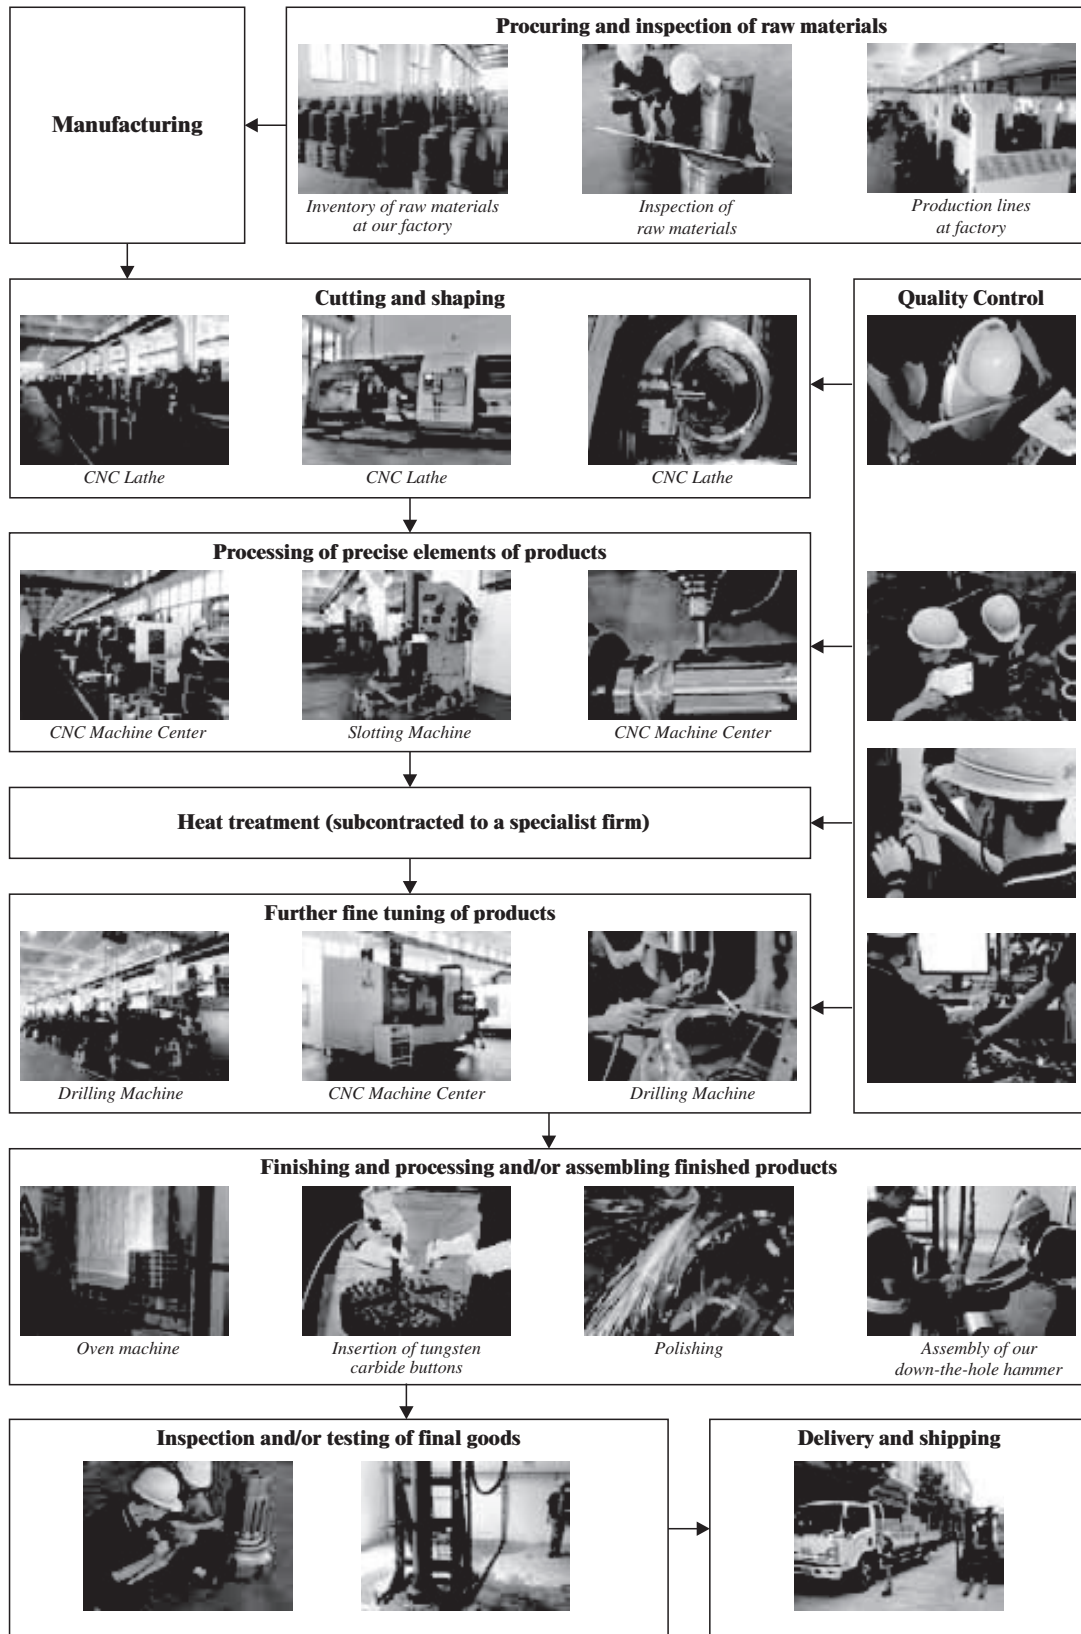 Procuring and inspection of raw materials
Manufacturing
Inventory of raw materials
at our factory
Inspection of
raw materials
Production lines
at factory
Cutting and shaping
Quality Control
CNC Lathe
CNC Lathe
CNC Lathe
Processing of precise elements of products
CNC Machine Center
Slotting Machine
CNC Machine Center
Heat treatment (subcontracted to a specialist firm)
Further fine tuning of products
Drilling Machine
CNC Machine Center
Drilling Machine
Finishing and processing and/or assembling finished products
Oven machine
Insertion of tungsten
carbide buttons
Polishing
Assembly of our
down-the-hole hammer
Inspection and/or testing of final goods
Delivery and shipping